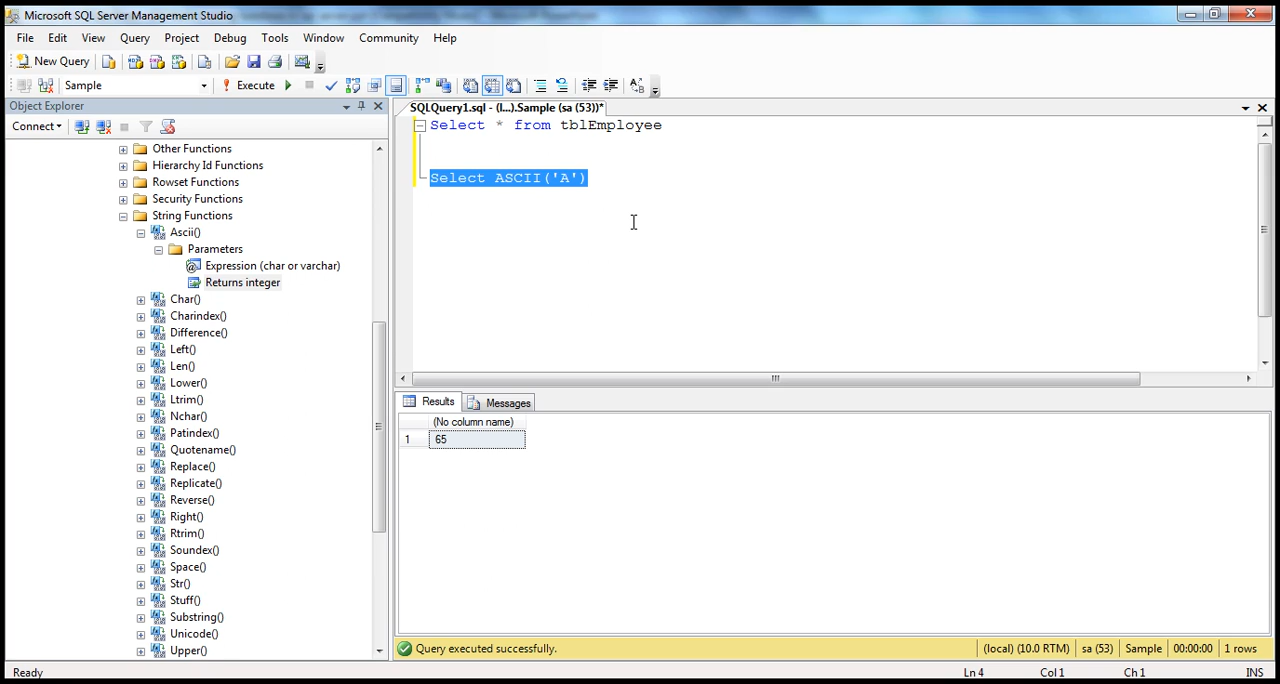 Microsoft SQL Server Management Studio
File Edit View Query Project Debug Tools Window Community Help
New Query
Sample Execute
Object Explorer
SQLQuery1.sql - (l...).Sample (sa (53))*
Connect
Select * from tblEmployee
Select ASCII('A')
Other Functions
Hierarchy Id Functions
Rowset Functions
Security Functions
String Functions
Ascii()
Parameters
Expression (char or varchar)
Returns integer
Char()
Charindex()
Difference()
Left()
Len()
Lower()
Ltrim()
Nchar()
Patindex()
Quotename()
Replace()
Replicate()
Reverse()
Right()
Rtrim()
Soundex()
Space()
Str()
Stuff()
Substring()
Unicode()
Upper()
Results Messages
(No column name)
1 65
Query executed successfully. (local) (10.0 RTM) sa (53) Sample 00:00:00 1 rows
Ready Ln 4 Col 1 Ch 1 INS